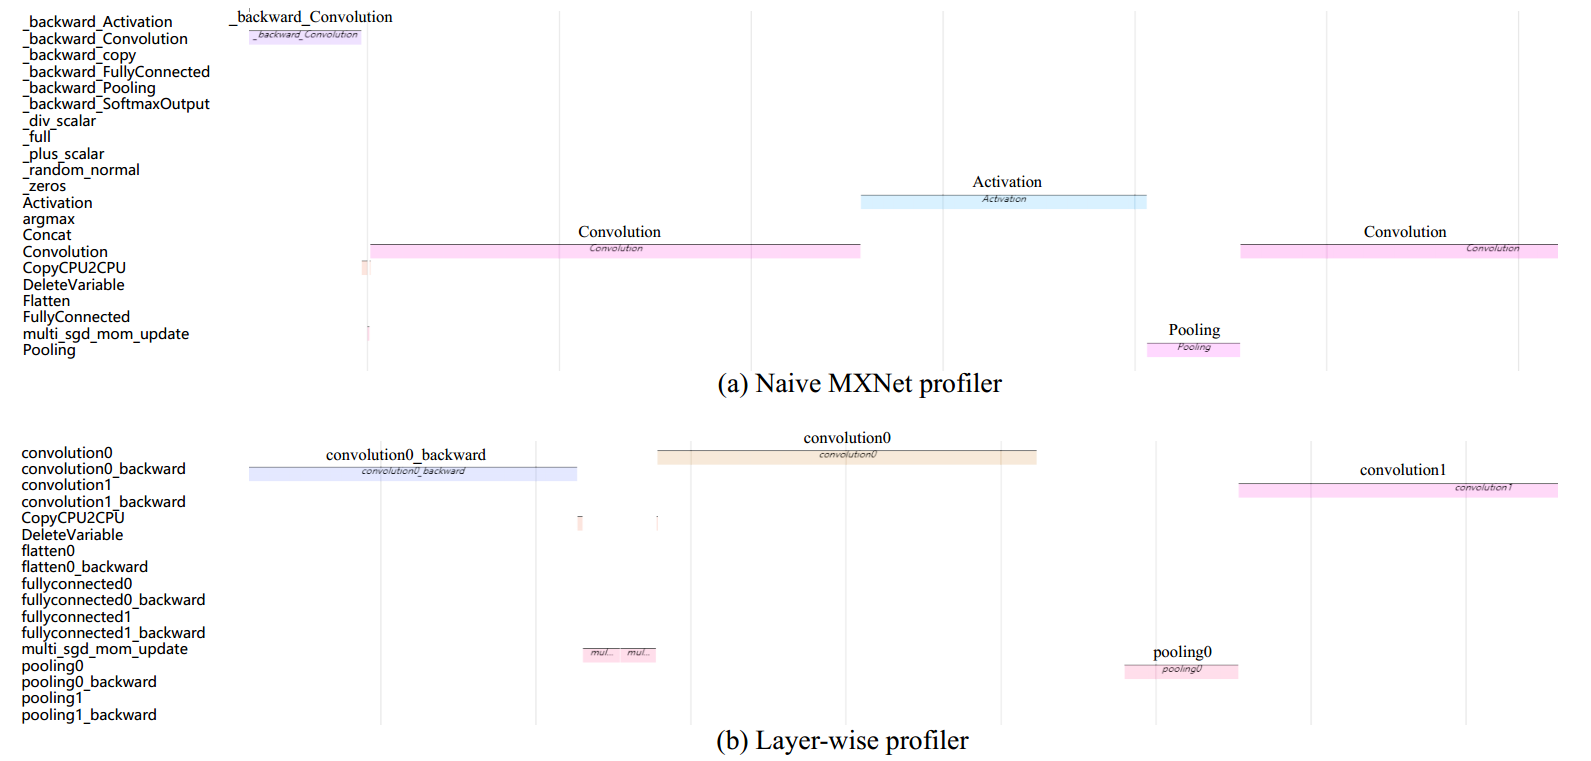 _backward_Activation
_backward_Convolution
_backward_copy
_backward_FullyConnected
_backward_Pooling
_backward_SoftmaxOutput
_div_scalar
_full
_plus_scalar
_random_normal
_zeros
Activation
argmax
Concat
Convolution
CopyCPU2CPU
DeleteVariable
Flatten
FullyConnected
multi_sgd_mom_update
Pooling
_backward_Convolution
_backward_Convolution
Activation
Activation
Convolution
Convolution
Convolution
Convolution
Pooling
Pooling
(a) Naive MXNet profiler
convolution0
convolution0_backward
convolution1
convolution1_backward
CopyCPU2CPU
DeleteVariable
flatten0
flatten0_backward
fullyconnected0
fullyconnected0_backward
fullyconnected1
fullyconnected1_backward
multi_sgd_mom_update
pooling0
pooling0_backward
pooling1
pooling1_backward
convolution0
convolution0
convolution0_backward
convolution0_backward
convolution1
convolution1
mul... mul...
pooling0
pooling0
(b) Layer-wise profiler